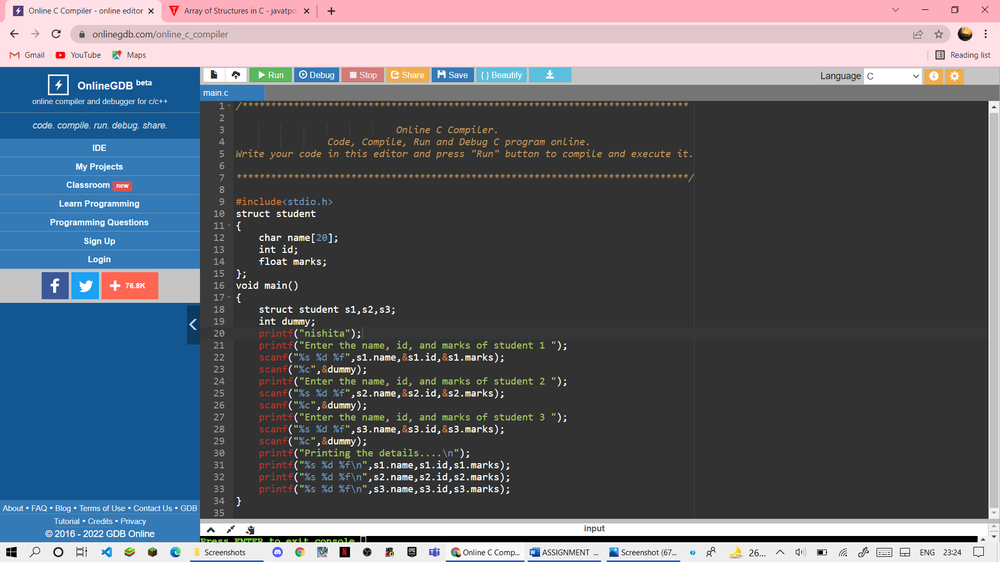 Online C Compiler - online editor
Array of Structures in C - javatpoi
onlinegdb.com/online_c_compiler
Gmail YouTube Maps Reading list
OnlineGDB beta
online compiler and debugger for c/c++
code. compile. run. debug. share.
IDE
My Projects
Classroom new
Learn Programming
Programming Questions
Sign Up
Login
f 76.8K
About • FAQ • Blog • Terms of Use • Contact Us • GDB
Tutorial • Credits • Privacy
© 2016 - 2022 GDB Online
Run Debug Stop Share Save { } Beautify
Language C
main.c
1 /******************************************************************************
2
3 Online C Compiler.
4 Code, Compile, Run and Debug C program online.
5 Write your code in this editor and press "Run" button to compile and execute it.
6
7 *******************************************************************************/
8
9 #include<stdio.h>
10 struct student
11 {
12 char name[20];
13 int id;
14 float marks;
15 };
16 void main()
17 {
18 struct student s1,s2,s3;
19 int dummy;
20 printf("nishita");
21 printf("Enter the name, id, and marks of student 1 ");
22 scanf("%s %d %f",s1.name,&s1.id,&s1.marks);
23 scanf("%c",&dummy);
24 printf("Enter the name, id, and marks of student 2 ");
25 scanf("%s %d %f",s2.name,&s2.id,&s2.marks);
26 scanf("%c",&dummy);
27 printf("Enter the name, id, and marks of student 3 ");
28 scanf("%s %d %f",s3.name,&s3.id,&s3.marks);
29 scanf("%c",&dummy);
30 printf("Printing the details....\n");
31 printf("%s %d %f\n",s1.name,s1.id,s1.marks);
32 printf("%s %d %f\n",s2.name,s2.id,s2.marks);
33 printf("%s %d %f\n",s3.name,s3.id,s3.marks);
34 }
35
input
Press ENTER to exit console.
Screenshots
Online C Comp...
ASSIGNMENT ...
Screenshot (67...
26...
ENG 23:24